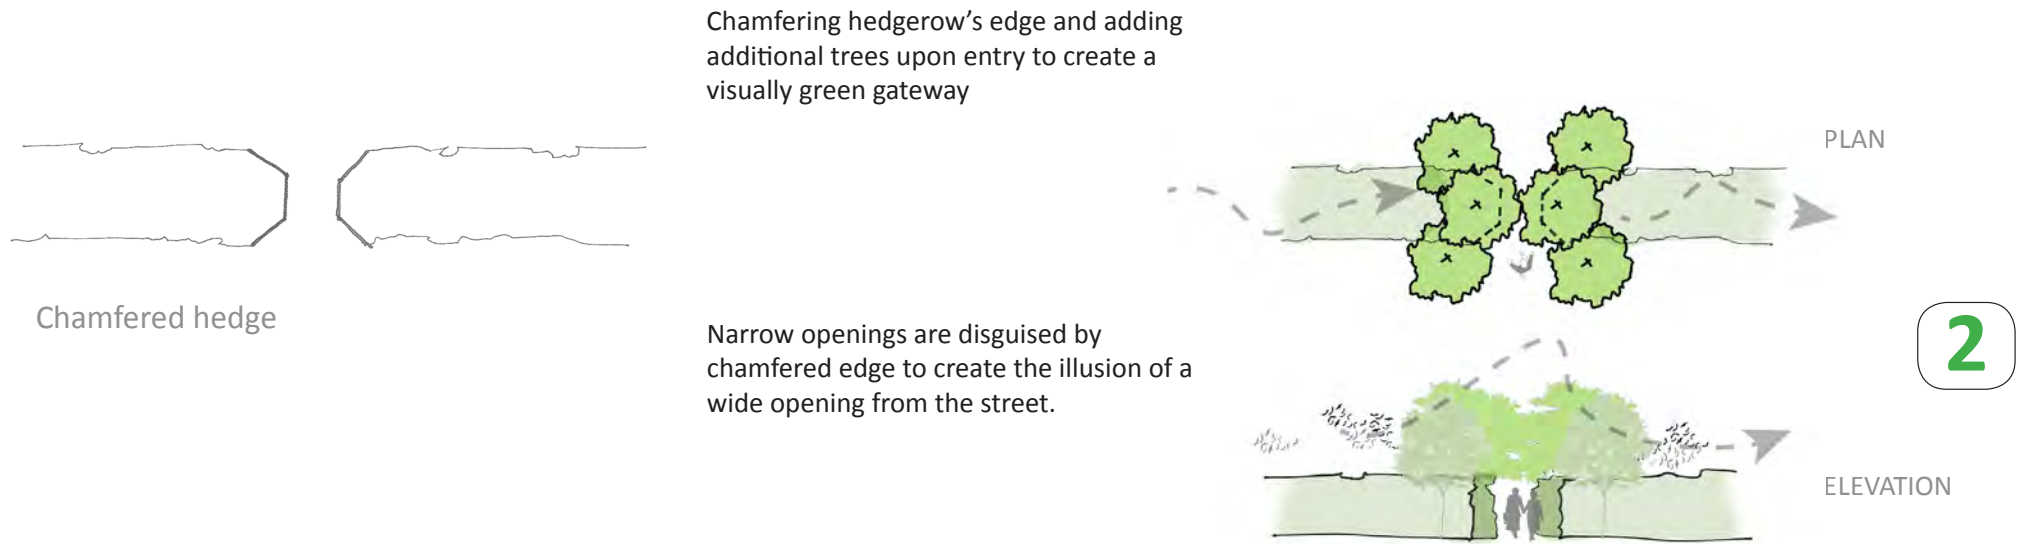 Chamfering hedgerow’s edge and adding
additional trees upon entry to create a
visually green gateway
PLAN
Chamfered hedge
Narrow openings are disguised by
chamfered edge to create the illusion of a
wide opening from the street.
2
ELEVATION